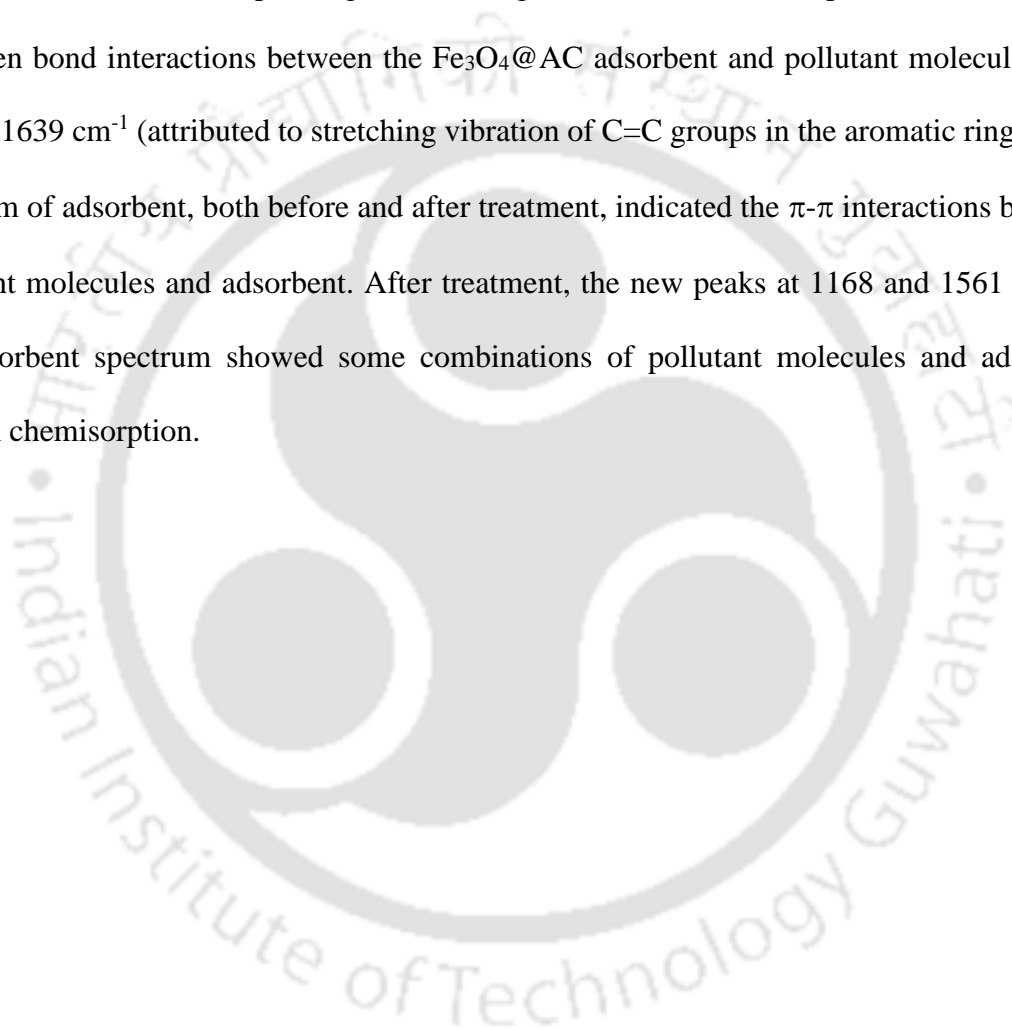 en bond interactions between the Fe3O4@AC adsorbent and pollutant molecul
1639 cm-1 (attributed to stretching vibration of C=C groups in the aromatic ring
m of adsorbent, both before and after treatment, indicated the π-π interactions b
nt molecules and adsorbent. After treatment, the new peaks at 1168 and 1561
sorbent spectrum showed some combinations of pollutant molecules and ad
chemisorption.
Indian Institute of Technology Guwahati